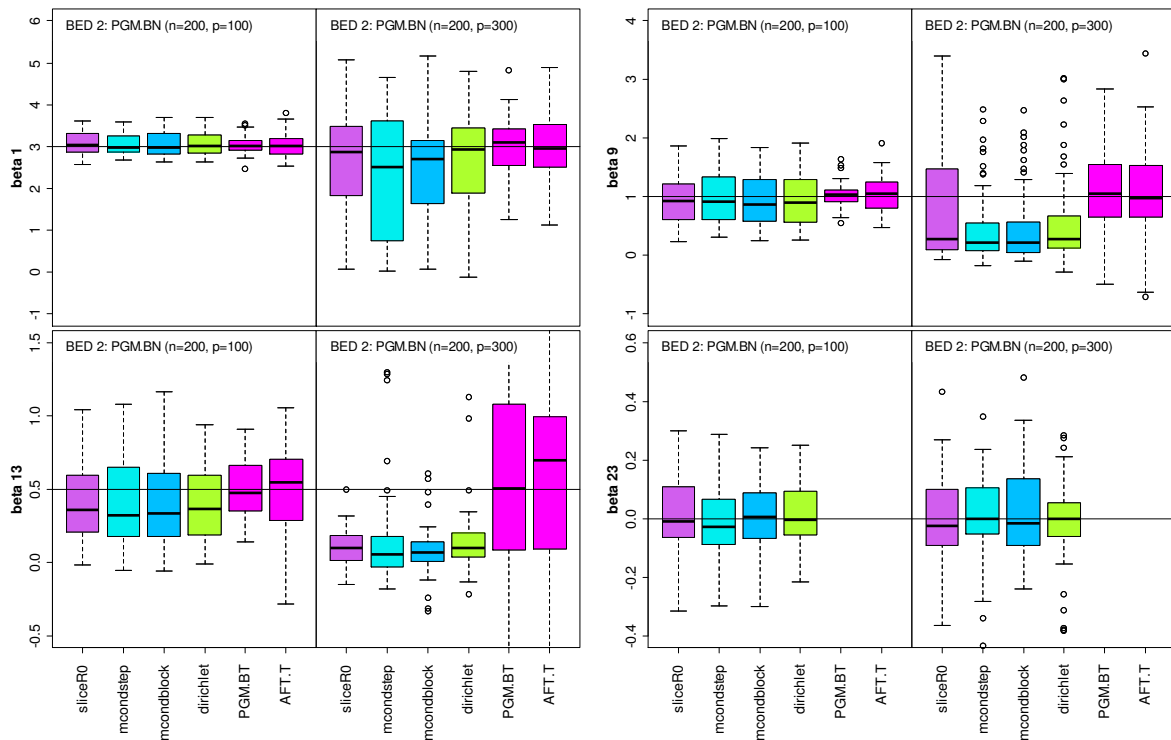 BED 2: PGM.BN (n=200, p=100)
BED 2: PGM.BN (n=200, p=300)
beta 1
6
5
4
3
2
1
0
-1
BED 2: PGM.BN (n=200, p=100)
BED 2: PGM.BN (n=200, p=300)
beta 9
4
3
2
1
0
-1
BED 2: PGM.BN (n=200, p=100)
BED 2: PGM.BN (n=200, p=300)
beta 13
1.5
1.0
0.5
0.0
-0.5
sliceR0
mcondstep
mcondblock
dirichlet
PGM.BT
AFT.T
sliceR0
mcondstep
mcondblock
dirichlet
PGM.BT
AFT.T
BED 2: PGM.BN (n=200, p=100)
BED 2: PGM.BN (n=200, p=300)
beta 23
0.6
0.4
0.2
0.0
-0.2
-0.4
sliceR0
mcondstep
mcondblock
dirichlet
PGM.BT
AFT.T
sliceR0
mcondstep
mcondblock
dirichlet
PGM.BT
AFT.T